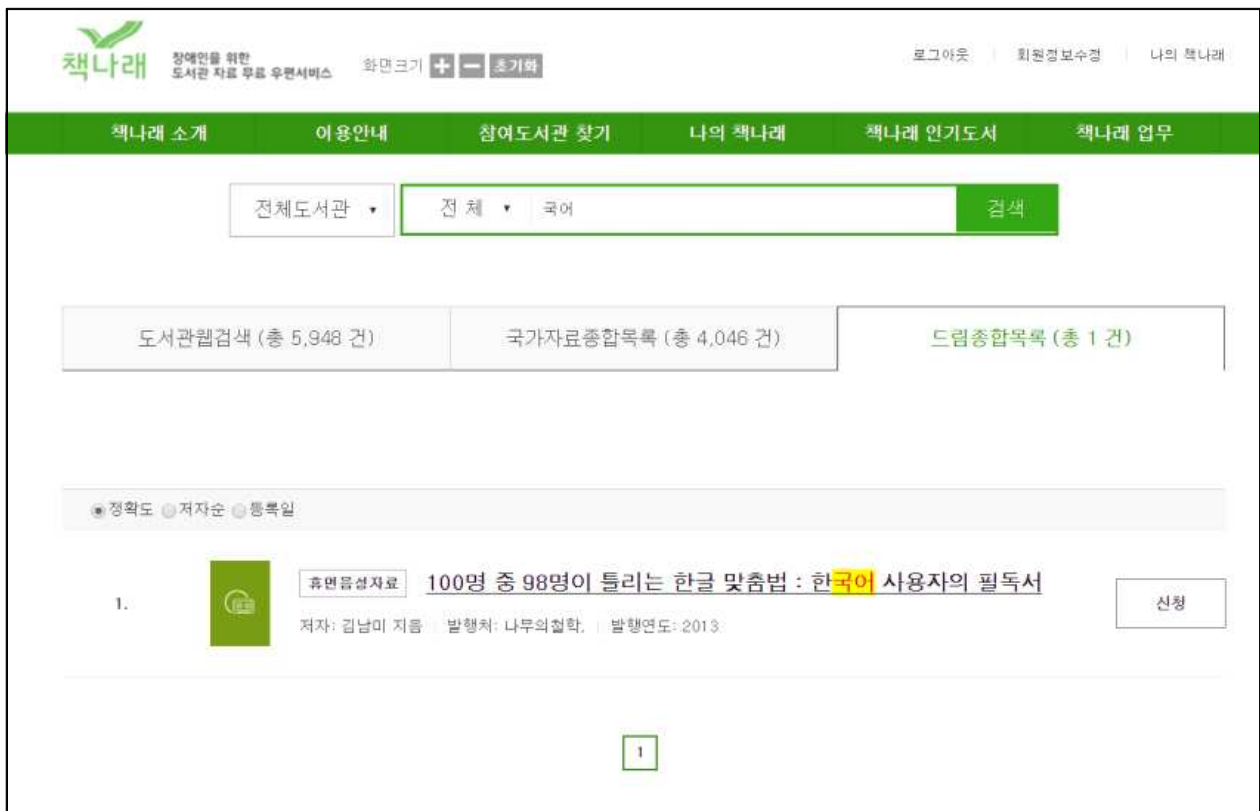 책나래
장애인을 위한
도서관 자료 무료 우편서비스
화면크기 + - 초기화
로그아웃 회원정보수정 나의 책나래
책나래 소개 이용안내 참여도서관 찾기 나의 책나래 책나래 인기도서 책나래 업무
전체도서관 ▼ 전 체 ▼ 국어 검색
도서관웹검색 (총 5,948 건) 국가자료종합목록 (총 4,046 건) 드림종합목록 (총 1 건)
정확도 저자순 등록일
1. 휴먼음성자료 100명 중 98명이 틀리는 한글 맞춤법 : 한국어 사용자의 필독서 신청
저자: 김남미 지음 발행처: 나무의철학, 발행연도: 2013
1